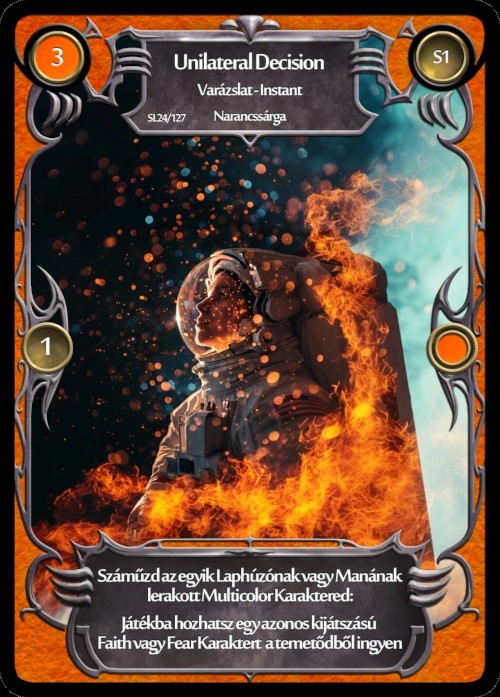 3
Unilateral Decision
S1
Varázslat - Instant
SL24/127 Narancssárga
1
Száműzd az egyik Laphúzónak vagy Manának
lerakott Multicolor Karaktered:
Játékba hozhatsz egy azonos kijátszású
Faith vagy Fear Karaktert a temetődből ingyen